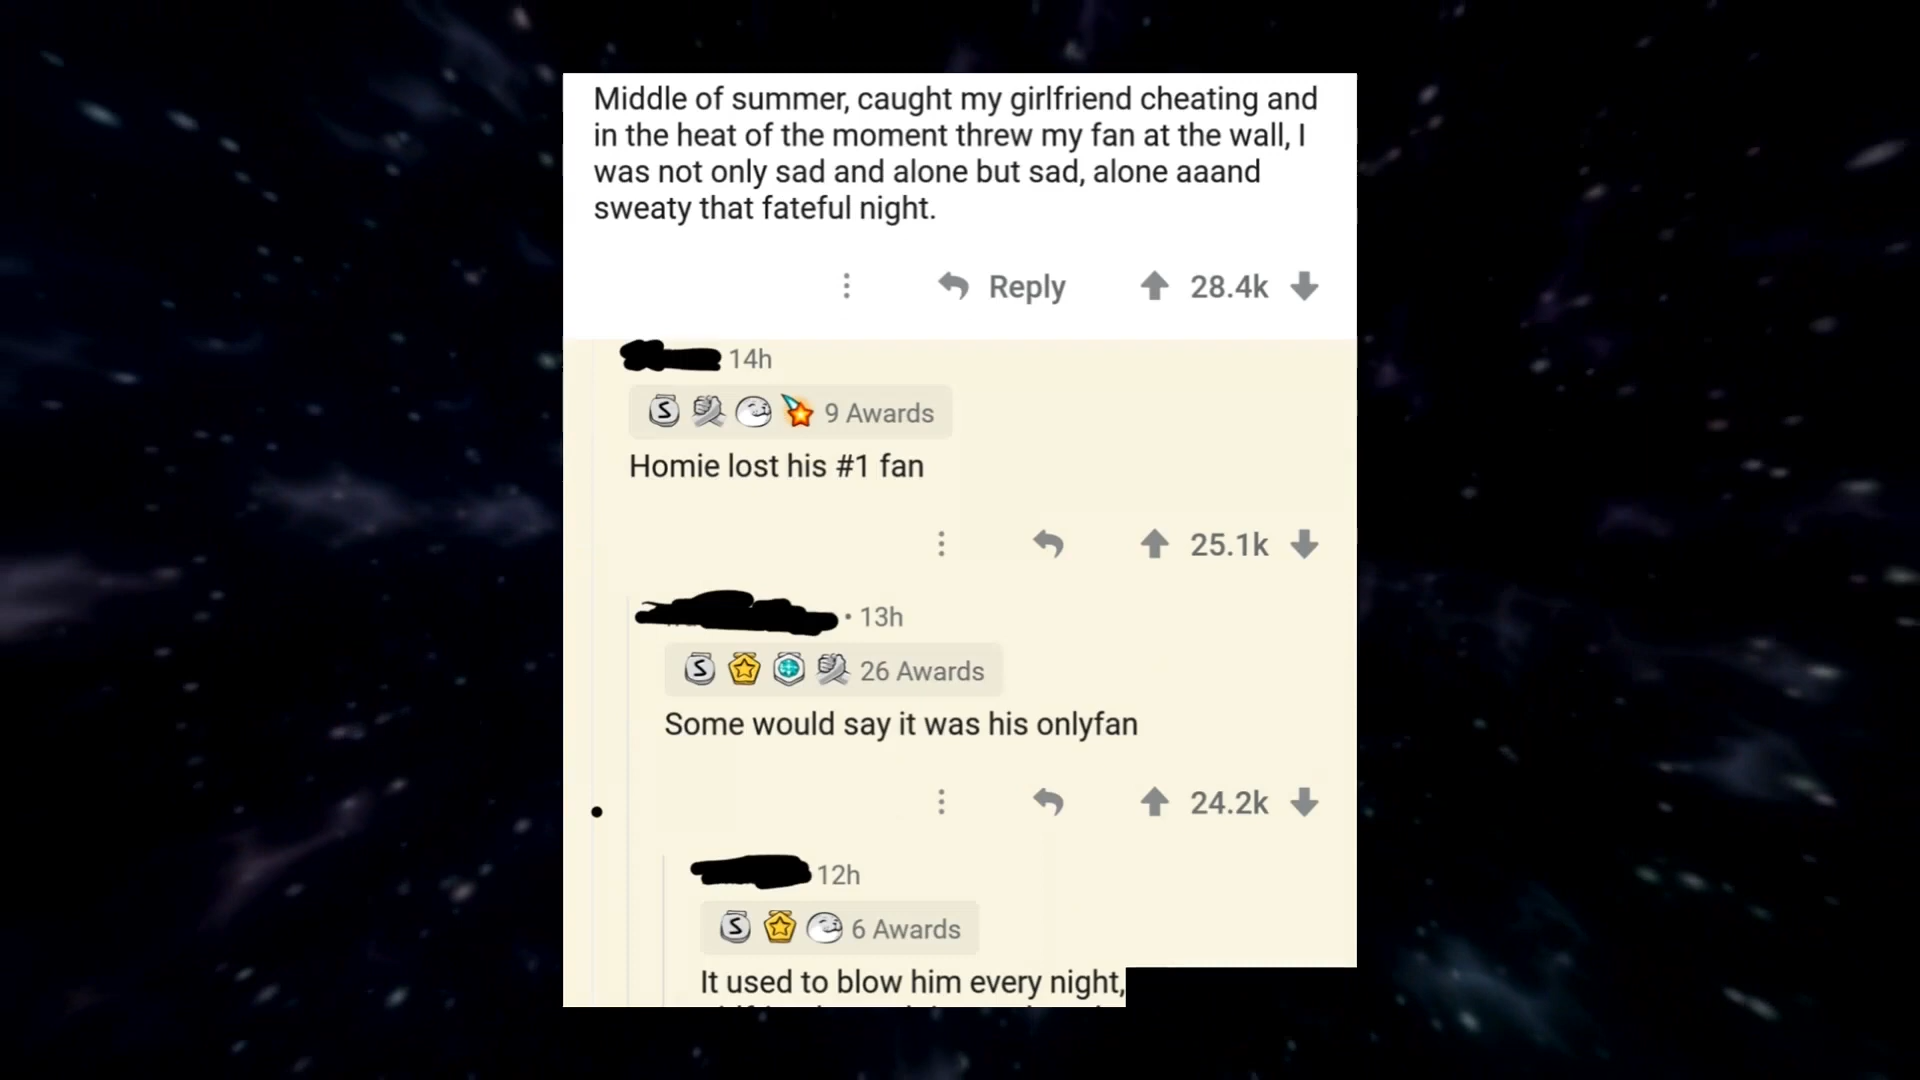 Middle of summer, caught my girlfriend cheating and
in the heat of the moment threw my fan at the wall, I
was not only sad and alone but sad, alone aaand
sweaty that fateful night.
Reply 28.4k
14h
9 Awards
Homie lost his #1 fan
25.1k
• 13h
26 Awards
Some would say it was his onlyfan
24.2k
12h
6 Awards
It used to blow him every night,